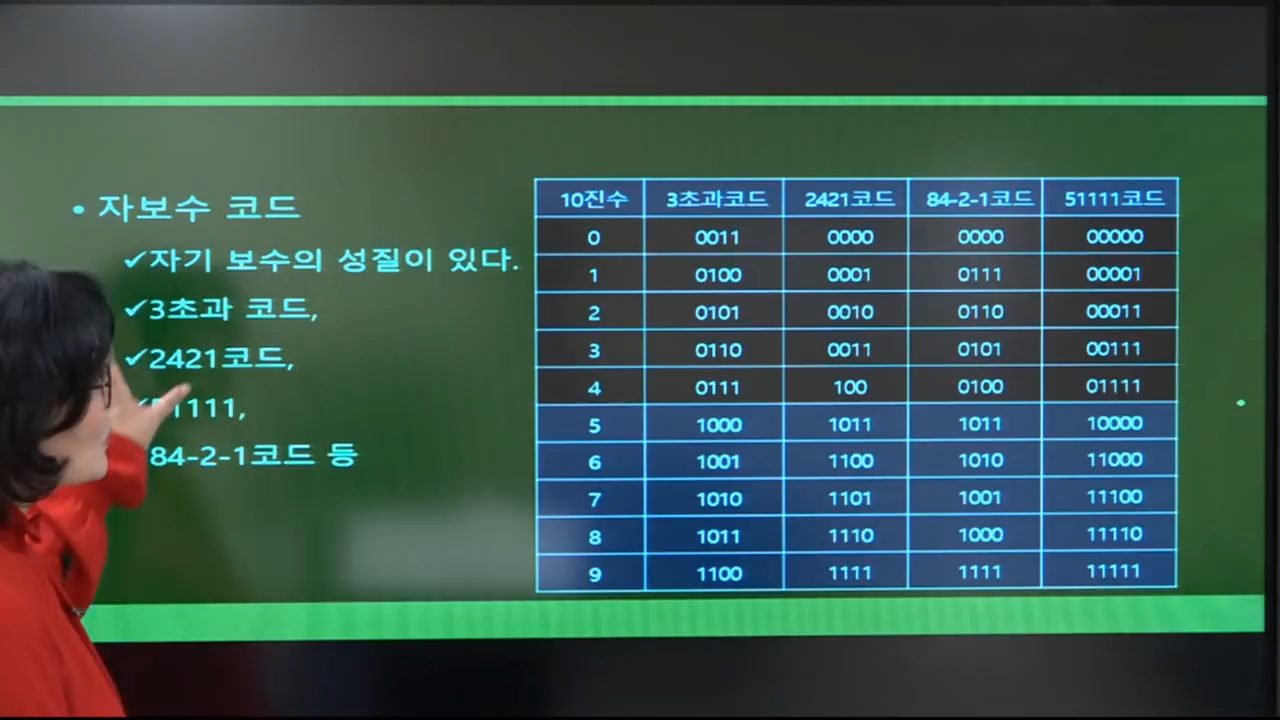 • 자보수 코드
✓자기 보수의 성질이 있다.
✓3초과 코드,
✓2421코드,
1111,
84-2-1코드 등
10진수 3초과코드 2421코드 84-2-1코드 51111코드
0 0011 0000 0000 00000
1 0100 0001 0111 00001
2 0101 0010 0110 00011
3 0110 0011 0101 00111
4 0111 100 0100 01111
5 1000 1011 1011 10000
6 1001 1100 1010 11000
7 1010 1101 1001 11100
8 1011 1110 1000 11110
9 1100 1111 1111 11111